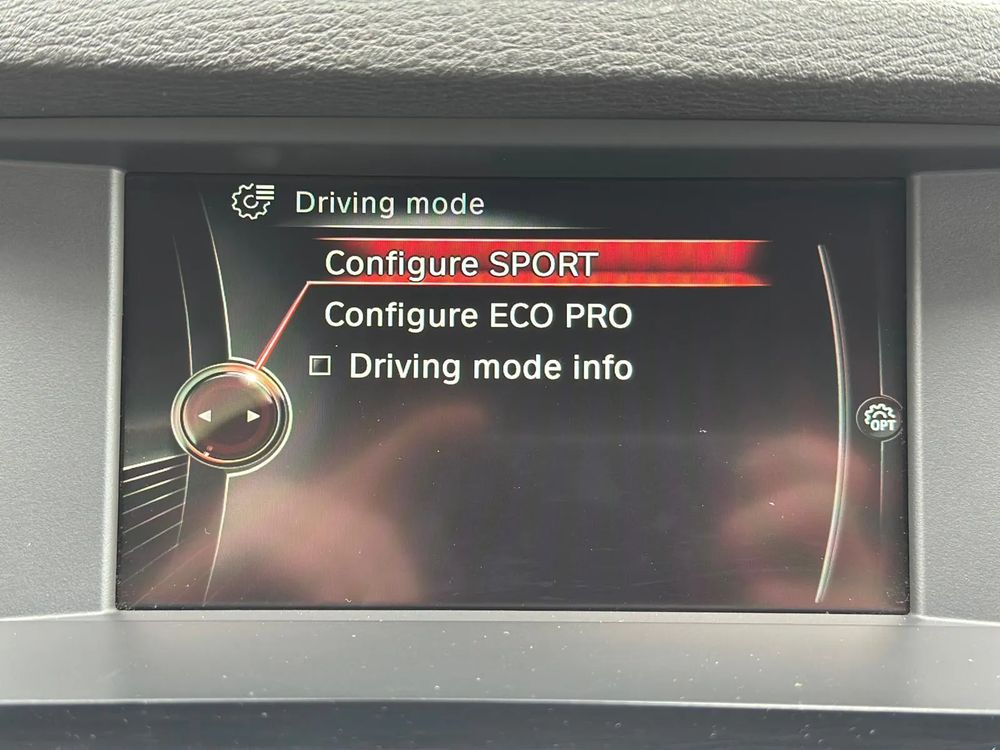 Driving mode
Configure SPORT
Configure ECO PRO
Driving mode info
OPT